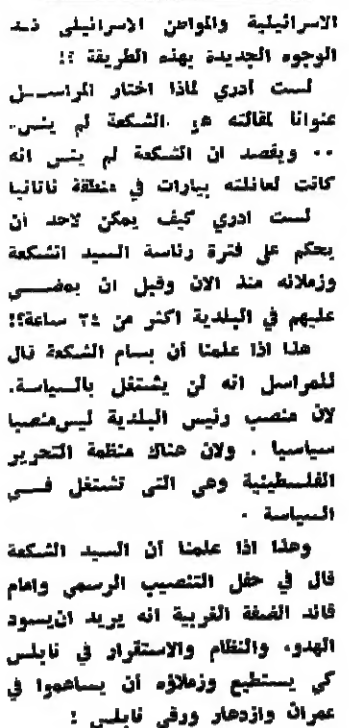 الاسرائيلية والمواطن الاسرائيلي ضد
الوجوه الجديدة بهذه الطريقة ؟!
لست أدري لماذا اختار المراسل
عنوانا لمقالته هو .الشكعة لم ينس.
.. ويقصد ان الشكعة لم ينس انه
كانت لعائلته بيارات في منطقة ناتانيا
لست ادري كيف يمكن لاحد أن
يحكم على فترة رئاسة السيد الشكعة
وزملائه منذ الان وقبل ان يمضي
عليهم في البلدية اكثر من ٢٤ ساعة؟!
هذا اذا علمنا أن بسام الشكعة قال
للمراسل انه لن يشتغل بالسياسة.
لان منصب رئيس البلدية ليس منصبا
سياسيا . ولان هناك منظمة التحرير
الفلسطينية وهي التي تشتغل في
السياسة .
وهذا اذا علمنا أن السيد الشكعة
قال في حفل التنصيب الرسمي وامام
قائد الضفة الغربية انه يريد ان يسود
الهدوء والنظام والاستقرار في نابلس
كي يستطيع وزملاؤه أن يساهموا في
عمران وازدهار ورقي نابلس !